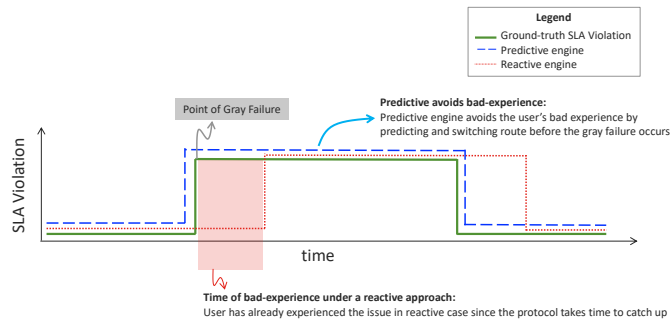 Legend
Ground-truth SLA Violation
Predictive engine
Reactive engine
Point of Gray Failure
Predictive avoids bad-experience:
Predictive engine avoids the user's bad experience by
predicting and switching route before the gray failure occurs
SLA Violation
time
Time of bad-experience under a reactive approach:
User has already experienced the issue in reactive case since the protocol takes time to catch up